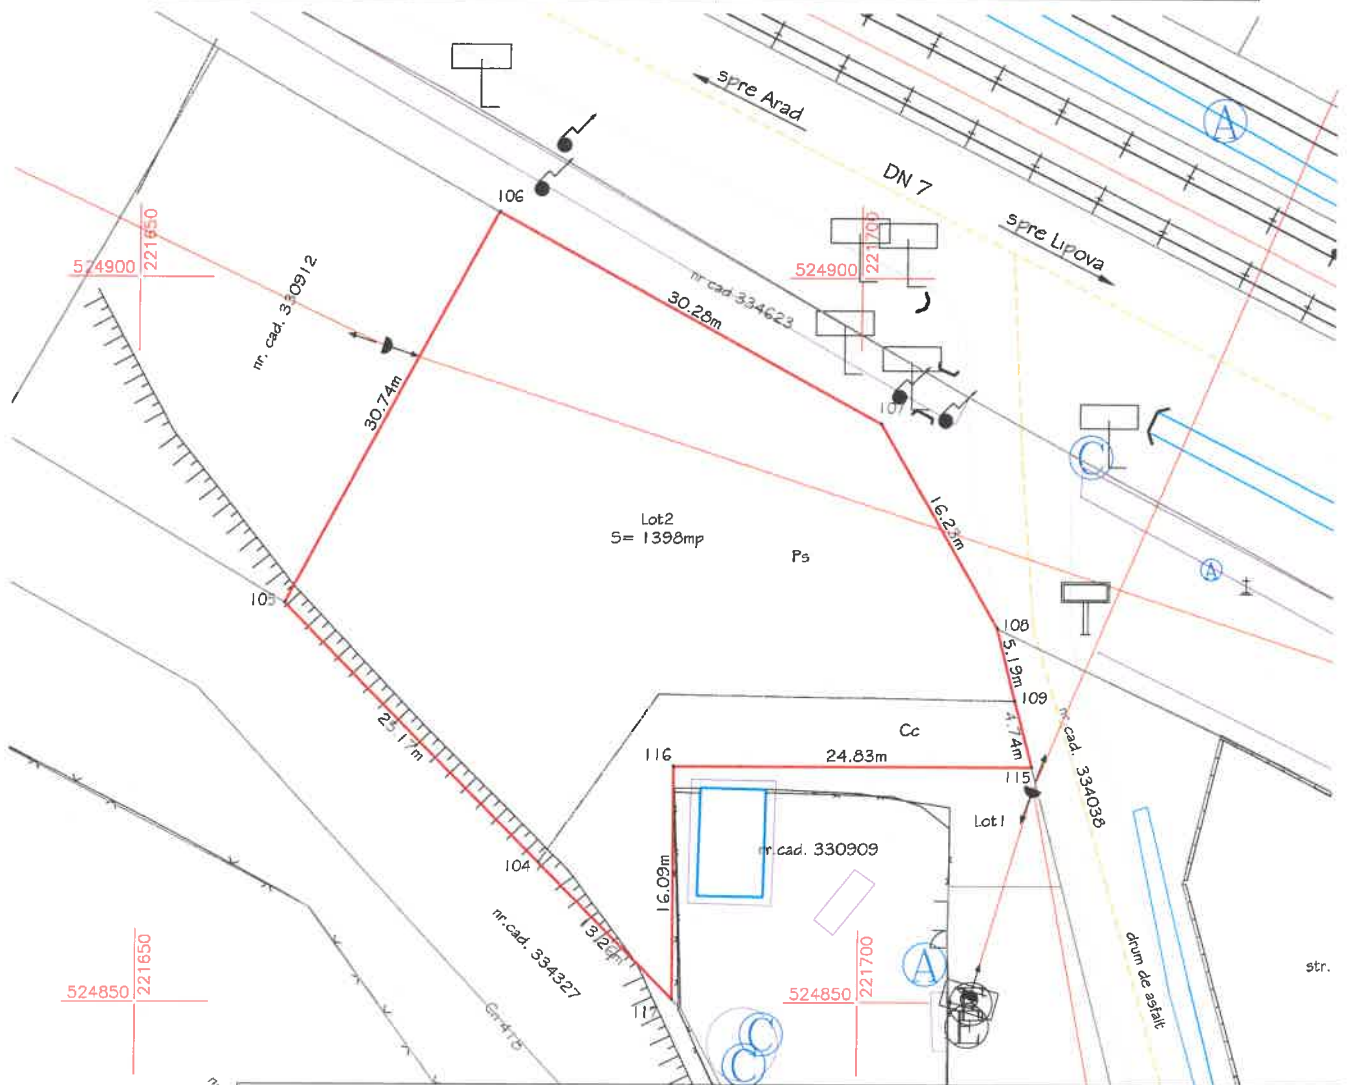 spre Arad
A
DN 7
spre Lipova
106
221650
524900
nr. cad. 330912
221700
524900
nr cad 334623
30.28m
107
30.74m
C
16.23m
A
Lot2
S= 1398mp
Ps
105
108
5.19m
109
4.74m
Cc
nr.cad. 334038
116
24.83m
115
Lot1
nr.cad. 330909
16.09m
104
nr.cad. 334327
221650
524850
221700
524850
A
drum de asfalt
str.
C
C